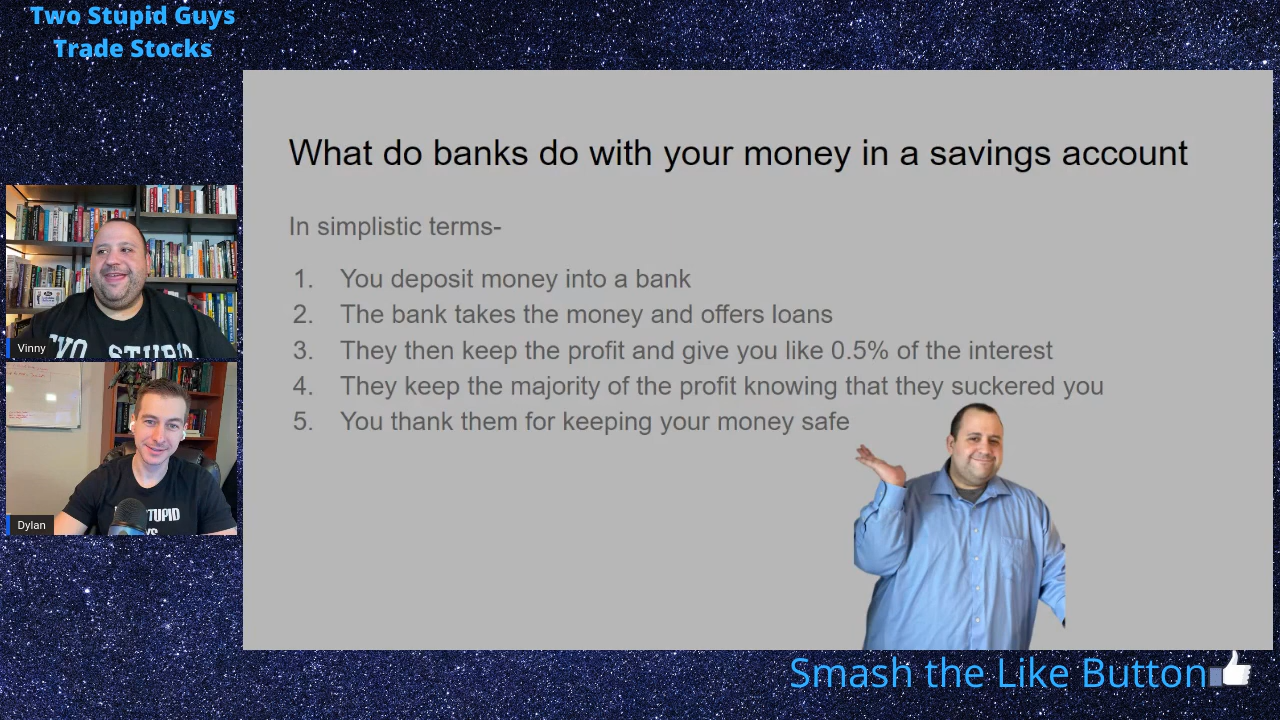 Two Stupid Guys
Trade Stocks
What do banks do with your money in a savings account
In simplistic terms-
1. You deposit money into a bank
2. The bank takes the money and offers loans
3. They then keep the profit and give you like 0.5% of the interest
4. They keep the majority of the profit knowing that they suckered you
5. You thank them for keeping your money safe
Vinny
Dylan
Smash the Like Button